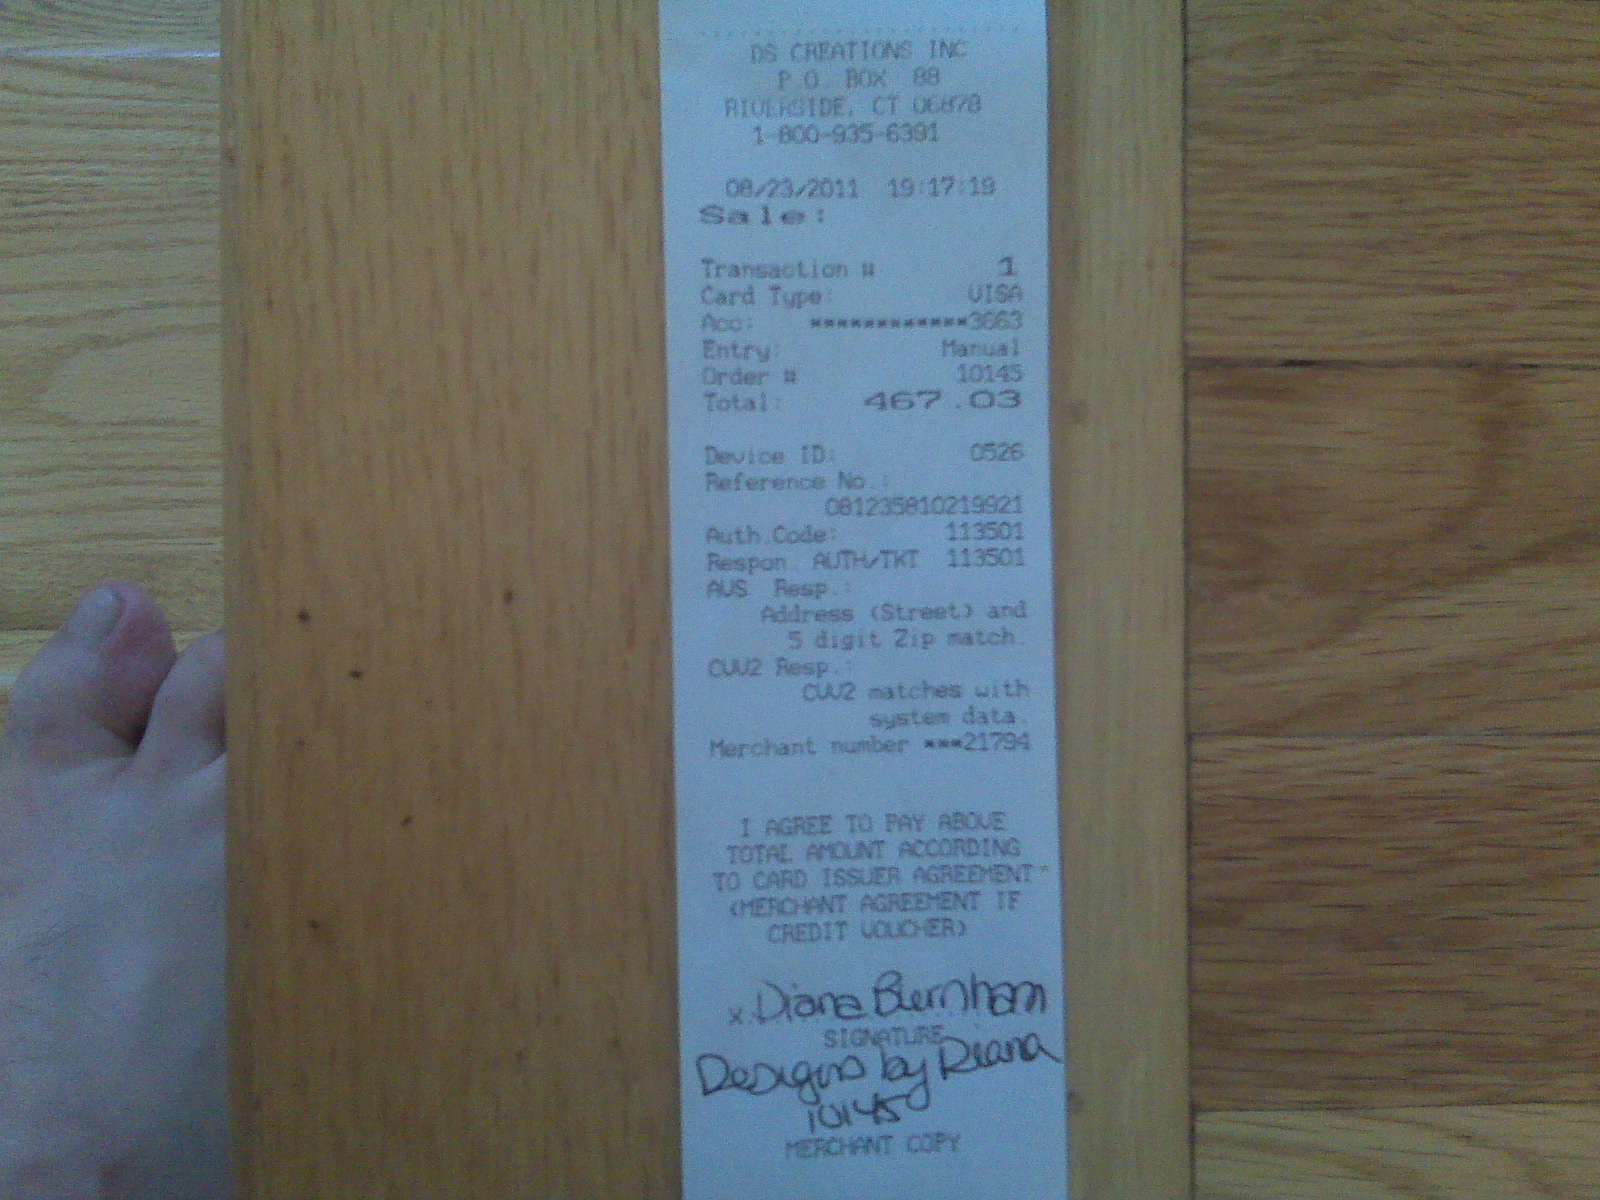 DS CREATIONS INC
P.O. BOX 88
RIVERSIDE, CT 06878
1-800-935-6391
08/23/2011 19:17:19
Sale:
Transaction # 1
Card Type: VISA
Acc: ************3663
Entry: Manual
Order # 10145
Total: 467.03
Device ID: 0526
Reference No.:
081235810219921
Auth.Code: 113501
Respon. AUTH/TKT 113501
AVS Resp.:
Address (Street) and
5 digit Zip match.
CVV2 Resp.:
CVV2 matches with
system data.
Merchant number ***21794
I AGREE TO PAY ABOVE
TOTAL AMOUNT ACCORDING
TO CARD ISSUER AGREEMENT
(MERCHANT AGREEMENT IF
CREDIT VOUCHER)
x Diana Burnham
SIGNATURE
Designs by Diana
10145
MERCHANT COPY